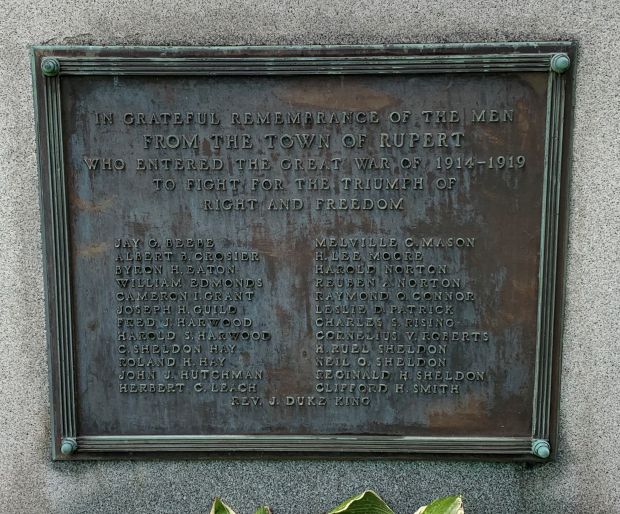 IN GRATEFUL REMEMBRANCE OF THE MEN
FROM THE TOWN OF RUPERT
WHO ENTERED THE GREAT WAR OF 1914-1919
TO FIGHT FOR THE TRIUMPH OF
RIGHT AND FREEDOM
JAY G. BEEBE
ALBERT B. CROSIER
BYRON H. EATON
WILLIAM EDMONDS
CAMERON I. GRANT
JOSEPH H. GUILD
FRED J. HARWOOD
HAROLD S. HARWOOD
C. SHELDON HAY
ROLAND H. HAY
JOHN J. HUTCHMAN
HERBERT C. LEACH
MELVILLE C. MASON
H. LEE MOORE
HAROLD NORTON
REUBEN A. NORTON
RAYMOND O. CONNOR
LESLIE D. PATRICK
CHARLES S. RISING
CORNELIUS V. ROBERTS
H. RUEL SHELDON
NEIL O. SHELDON
REGINALD H. SHELDON
CLIFFORD H. SMITH
REV. J. DUKE KING